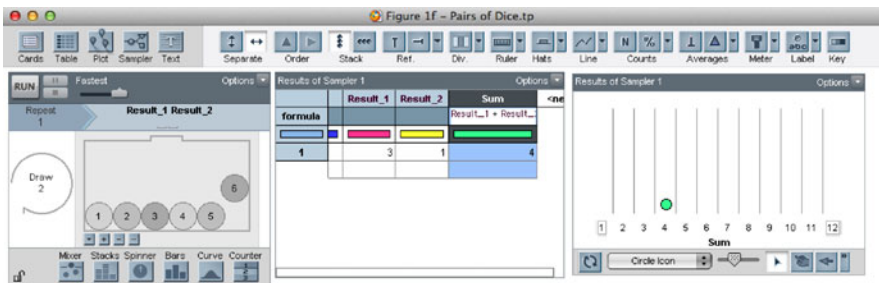 Figure 1f - Pairs of Dice.tp
Cards Table Plot Sampler Text Separate Order Stack Ref. Div. Ruler Hats Line Counts Averages Meter Label Key
RUN Fastest Options
Repeat
1
Result_1 Result_2
Draw
2
1 2 3 4 5 6
Mixer Stacks Spinner Bars Curve Counter
Results of Sampler 1 Options
Result_1 Result_2 Sum <ne
formula Result_1 + Result_
1 3 1 4
Results of Sampler 1 Options
1 2 3 4 5 6 7 8 9 10 11 12
Sum
Circle Icon